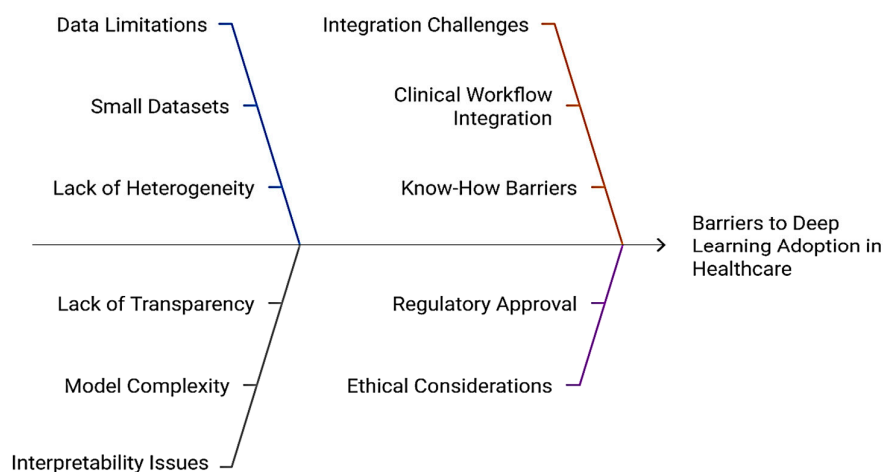 Data Limitations
Small Datasets
Lack of Heterogeneity
Integration Challenges
Clinical Workflow
Integration
Know-How Barriers
Barriers to Deep
Learning Adoption in
Healthcare
Lack of Transparency
Model Complexity
Interpretability Issues
Regulatory Approval
Ethical Considerations